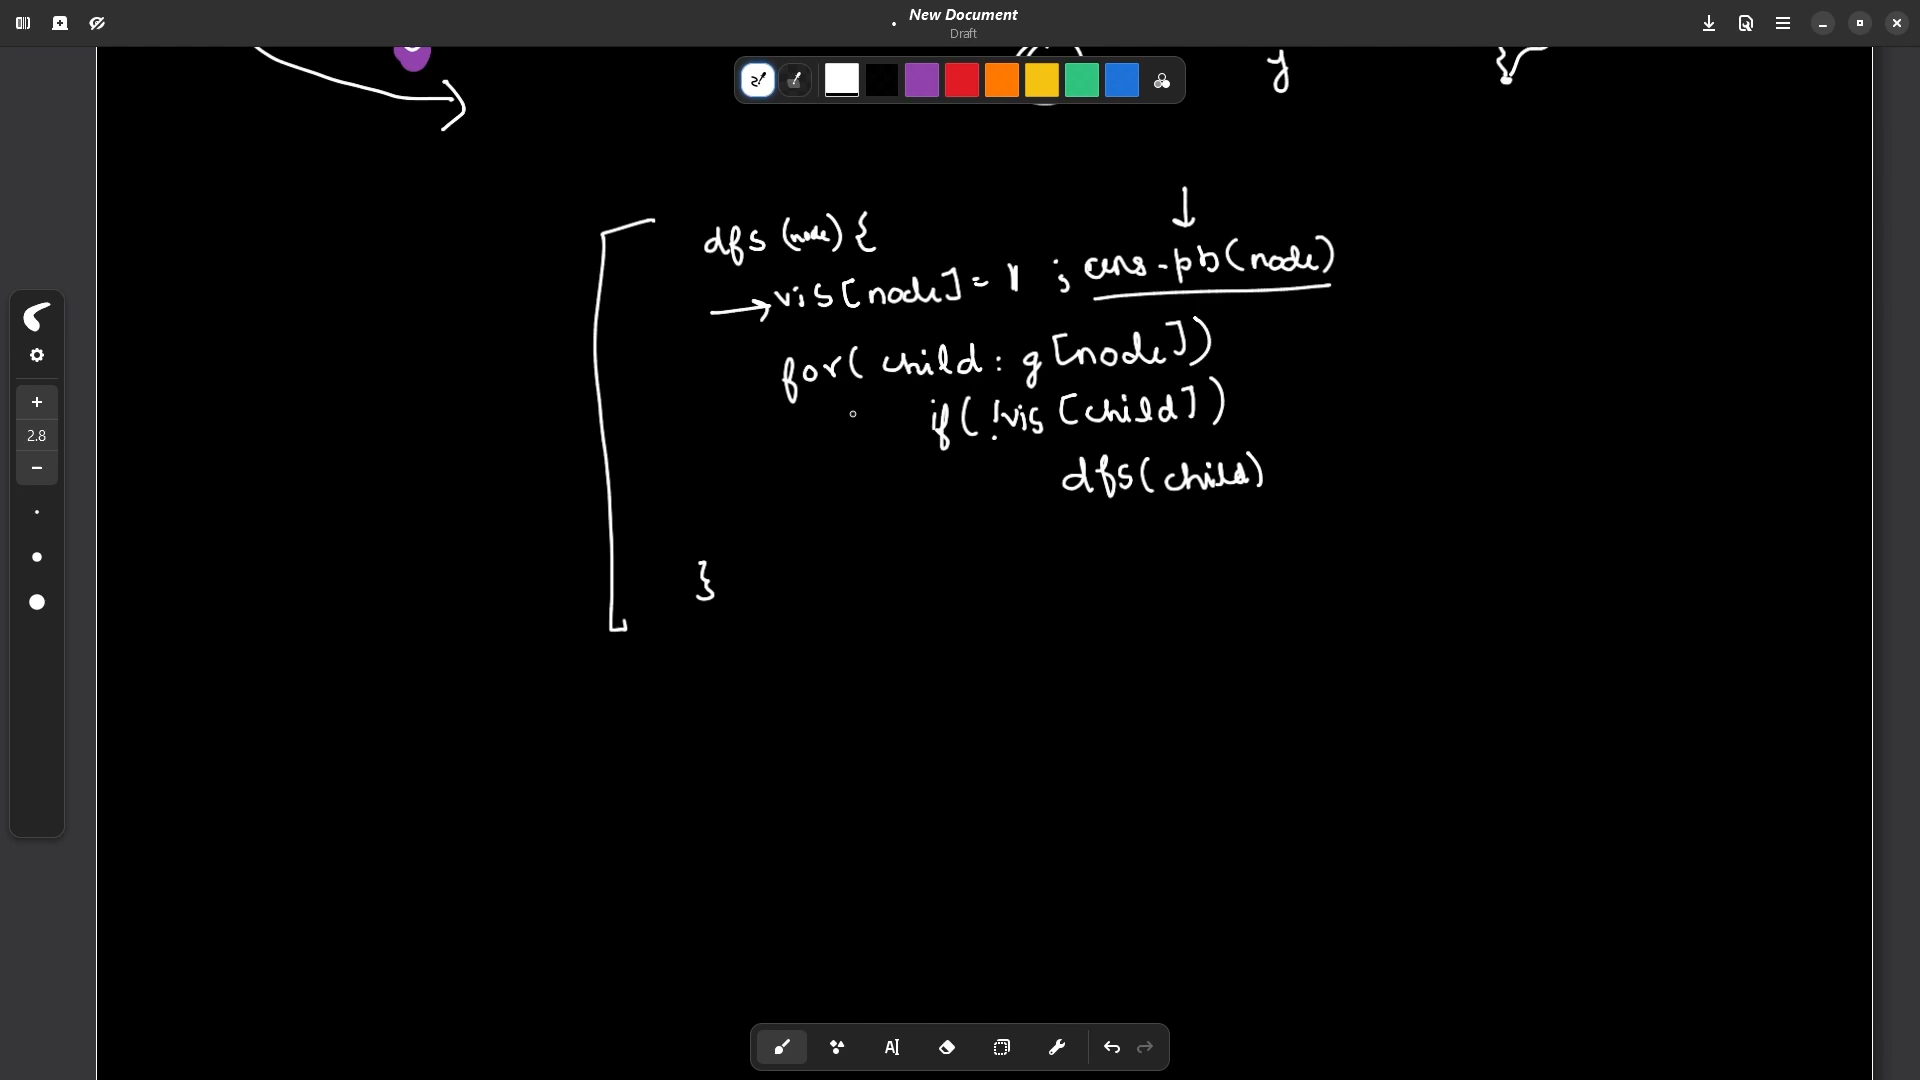 New Document
Draft
y
dfs (node) {
vis[node] = 1 ; ans.pb(node)
for( child : g[node])
if( !vis [child])
dfs(child)
}
2.8